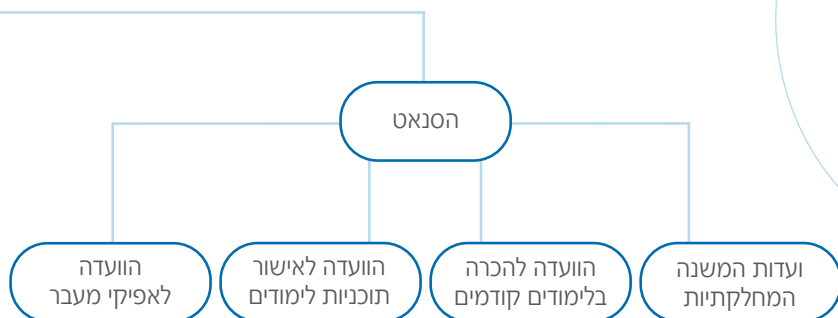 הסנאט
ועדות המשנה
המחלקתיות
הוועדה להכרה
בלימודים קודמים
הוועדה לאישור
תוכניות לימודים
הוועדה
לאפיקי מעבר